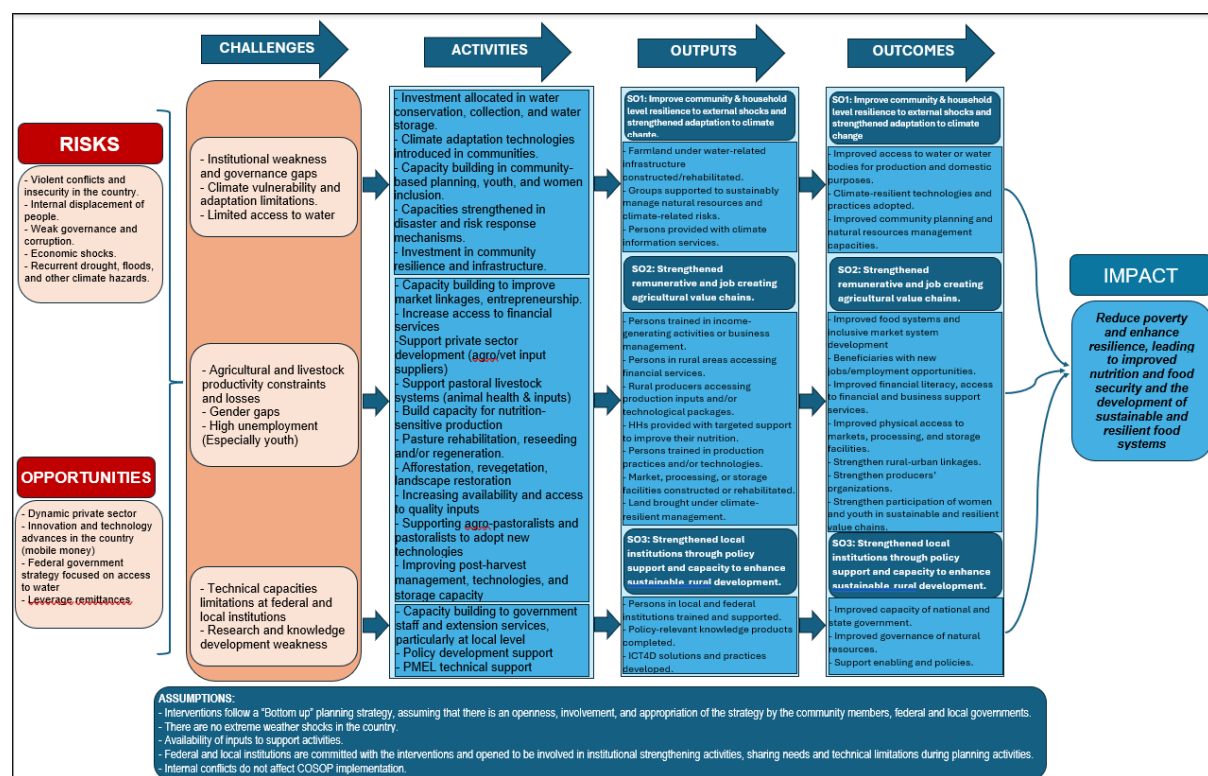 CHALLENGES
ACTIVITIES
OUTPUTS
OUTCOMES
RISKS
- Violent conflicts and
insecurity in the country.
- Internal displacement of
people.
- Weak governance and
corruption.
- Economic shocks.
- Recurrent drought, floods,
and other climate hazards.
OPPORTUNITIES
- Dynamic private sector
- Innovation and technology
advances in the country
(mobile money)
- Federal government
strategy focused on access
to water
- Leverage remittances.
- Institutional weakness
and governance gaps
- Climate vulnerability and
adaptation limitations.
- Limited access to water
- Agricultural and livestock
productivity constraints
and losses
- Gender gaps
- High unemployment
(Especially youth)
- Technical capacities
limitations at federal and
local institutions
- Research and knowledge
development weakness
- Investment allocated in water
conservation, collection, and water
storage.
- Climate adaptation technologies
introduced in communities.
- Capacity building in community-
based planning, youth, and women
inclusion.
- Capacities strengthened in
disaster and risk response
mechanisms.
- Investment in community
resilience and infrastructure.
- Capacity building to improve
market linkages, entrepreneurship.
- Increase access to financial
services
-Support private sector
development (agro/vet input
suppliers)
- Support pastoral livestock
systems (animal health & inputs)
- Build capacity for nutrition-
sensitive production
- Pasture rehabilitation, reseeding
and/or regeneration.
- Afforestation, revegetation,
landscape restoration
- Increasing availability and access
to quality inputs
- Supporting agro-pastoralists and
pastoralists to adopt new
technologies
- Improving post-harvest
management, technologies, and
storage capacity
- Capacity building to government
staff and extension services,
particularly at local level
- Policy development support
- PMEL technical support
SO1: Improve community & household
level resilience to external shocks and
strengthened adaptation to climate
change.
- Farmland under water-related
infrastructure
constructed/rehabilitated.
- Groups supported to sustainably
manage natural resources and
climate-related risks.
- Persons provided with climate
information services.
SO2: Strengthened
remunerative and job creating
agricultural value chains.
- Persons trained in income-
generating activities or business
management.
- Persons in rural areas accessing
financial services.
- Rural producers accessing
production inputs and/or
technological packages.
- HHs provided with targeted support
to improve their nutrition.
- Persons trained in production
practices and/or technologies.
- Market, processing, or storage
facilities constructed or rehabilitated.
- Land brought under climate-
resilient management.
SO3: Strengthened local
institutions through policy
support and capacity to enhance
sustainable rural development.
- Persons in local and federal
institutions trained and supported.
- Policy-relevant knowledge products
completed.
- ICT4D solutions and practices
developed.
SO1: Improve community & household
level resilience to external shocks and
strengthened adaptation to climate
change
- Improved access to water or water
bodies for production and domestic
purposes.
- Climate-resilient technologies and
practices adopted.
- Improved community planning and
natural resources management
capacities.
SO2: Strengthened
remunerative and job creating
agricultural value chains.
- Improved food systems and
inclusive market system
development
- Beneficiaries with new
jobs/employment opportunities.
- Improved financial literacy, access
to financial and business support
services.
- Improved physical access to
markets, processing, and storage
facilities.
- Strengthen rural-urban linkages.
- Strengthen producers'
organizations.
- Strengthen participation of women
and youth in sustainable and resilient
value chains.
SO3: Strengthened local
institutions through policy
support and capacity to enhance
sustainable rural development.
- Improved capacity of national and
state government.
- Improved governance of natural
resources.
- Support enabling and policies.
IMPACT
Reduce poverty
and enhance
resilience, leading
to improved
nutrition and food
security and the
development of
sustainable and
resilient food
systems
ASSUMPTIONS:
- Interventions follow a "Bottom up" planning strategy, assuming that there is an openness, involvement, and appropriation of the strategy by the community members, federal and local governments.
- There are no extreme weather shocks in the country.
- Availability of inputs to support activities.
- Federal and local institutions are committed with the interventions and opened to be involved in institutional strengthening activities, sharing needs and technical limitations during planning activities.
- Internal conflicts do not affect COSOP implementation.